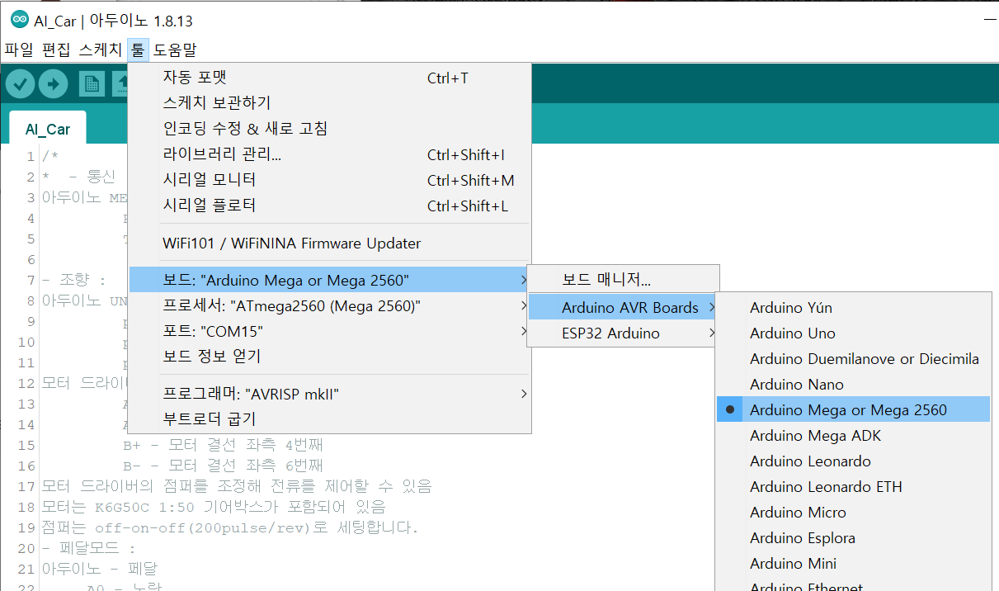 AI_Car | 아두이노 1.8.13
파일 편집 스케치 툴 도움말
자동 포맷 Ctrl+T
스케치 보관하기
인코딩 수정 & 새로 고침
라이브러리 관리... Ctrl+Shift+I
시리얼 모니터 Ctrl+Shift+M
시리얼 플로터 Ctrl+Shift+L
WiFi101 / WiFiNINA Firmware Updater
보드: "Arduino Mega or Mega 2560"
프로세서: "ATmega2560 (Mega 2560)"
포트: "COM15"
보드 정보 얻기
프로그래머: "AVRISP mkII"
부트로더 굽기
보드 매니저...
Arduino AVR Boards
ESP32 Arduino
Arduino Yún
Arduino Uno
Arduino Duemilanove or Diecimila
Arduino Nano
Arduino Mega or Mega 2560
Arduino Mega ADK
Arduino Leonardo
Arduino Leonardo ETH
Arduino Micro
Arduino Esplora
Arduino Mini
Arduino Ethernet
AI_Car
1 /*
2 * - 통신
3 아두이노 ME
4
5
6
7 - 조향 :
8 아두이노 UN
9
10
11
12 모터 드라이
13
14
15 B+ - 모터 결선 좌측 4번째
16 B- - 모터 결선 좌측 6번째
17 모터 드라이버의 점퍼를 조정해 전류를 제어할 수 있음
18 모터는 K6G50C 1:50 기어박스가 포함되어 있음
19 점퍼는 off-on-off(200pulse/rev)로 세팅합니다.
20 - 페달모드 :
21 아두이노 - 페달
22 A0 - 노랑